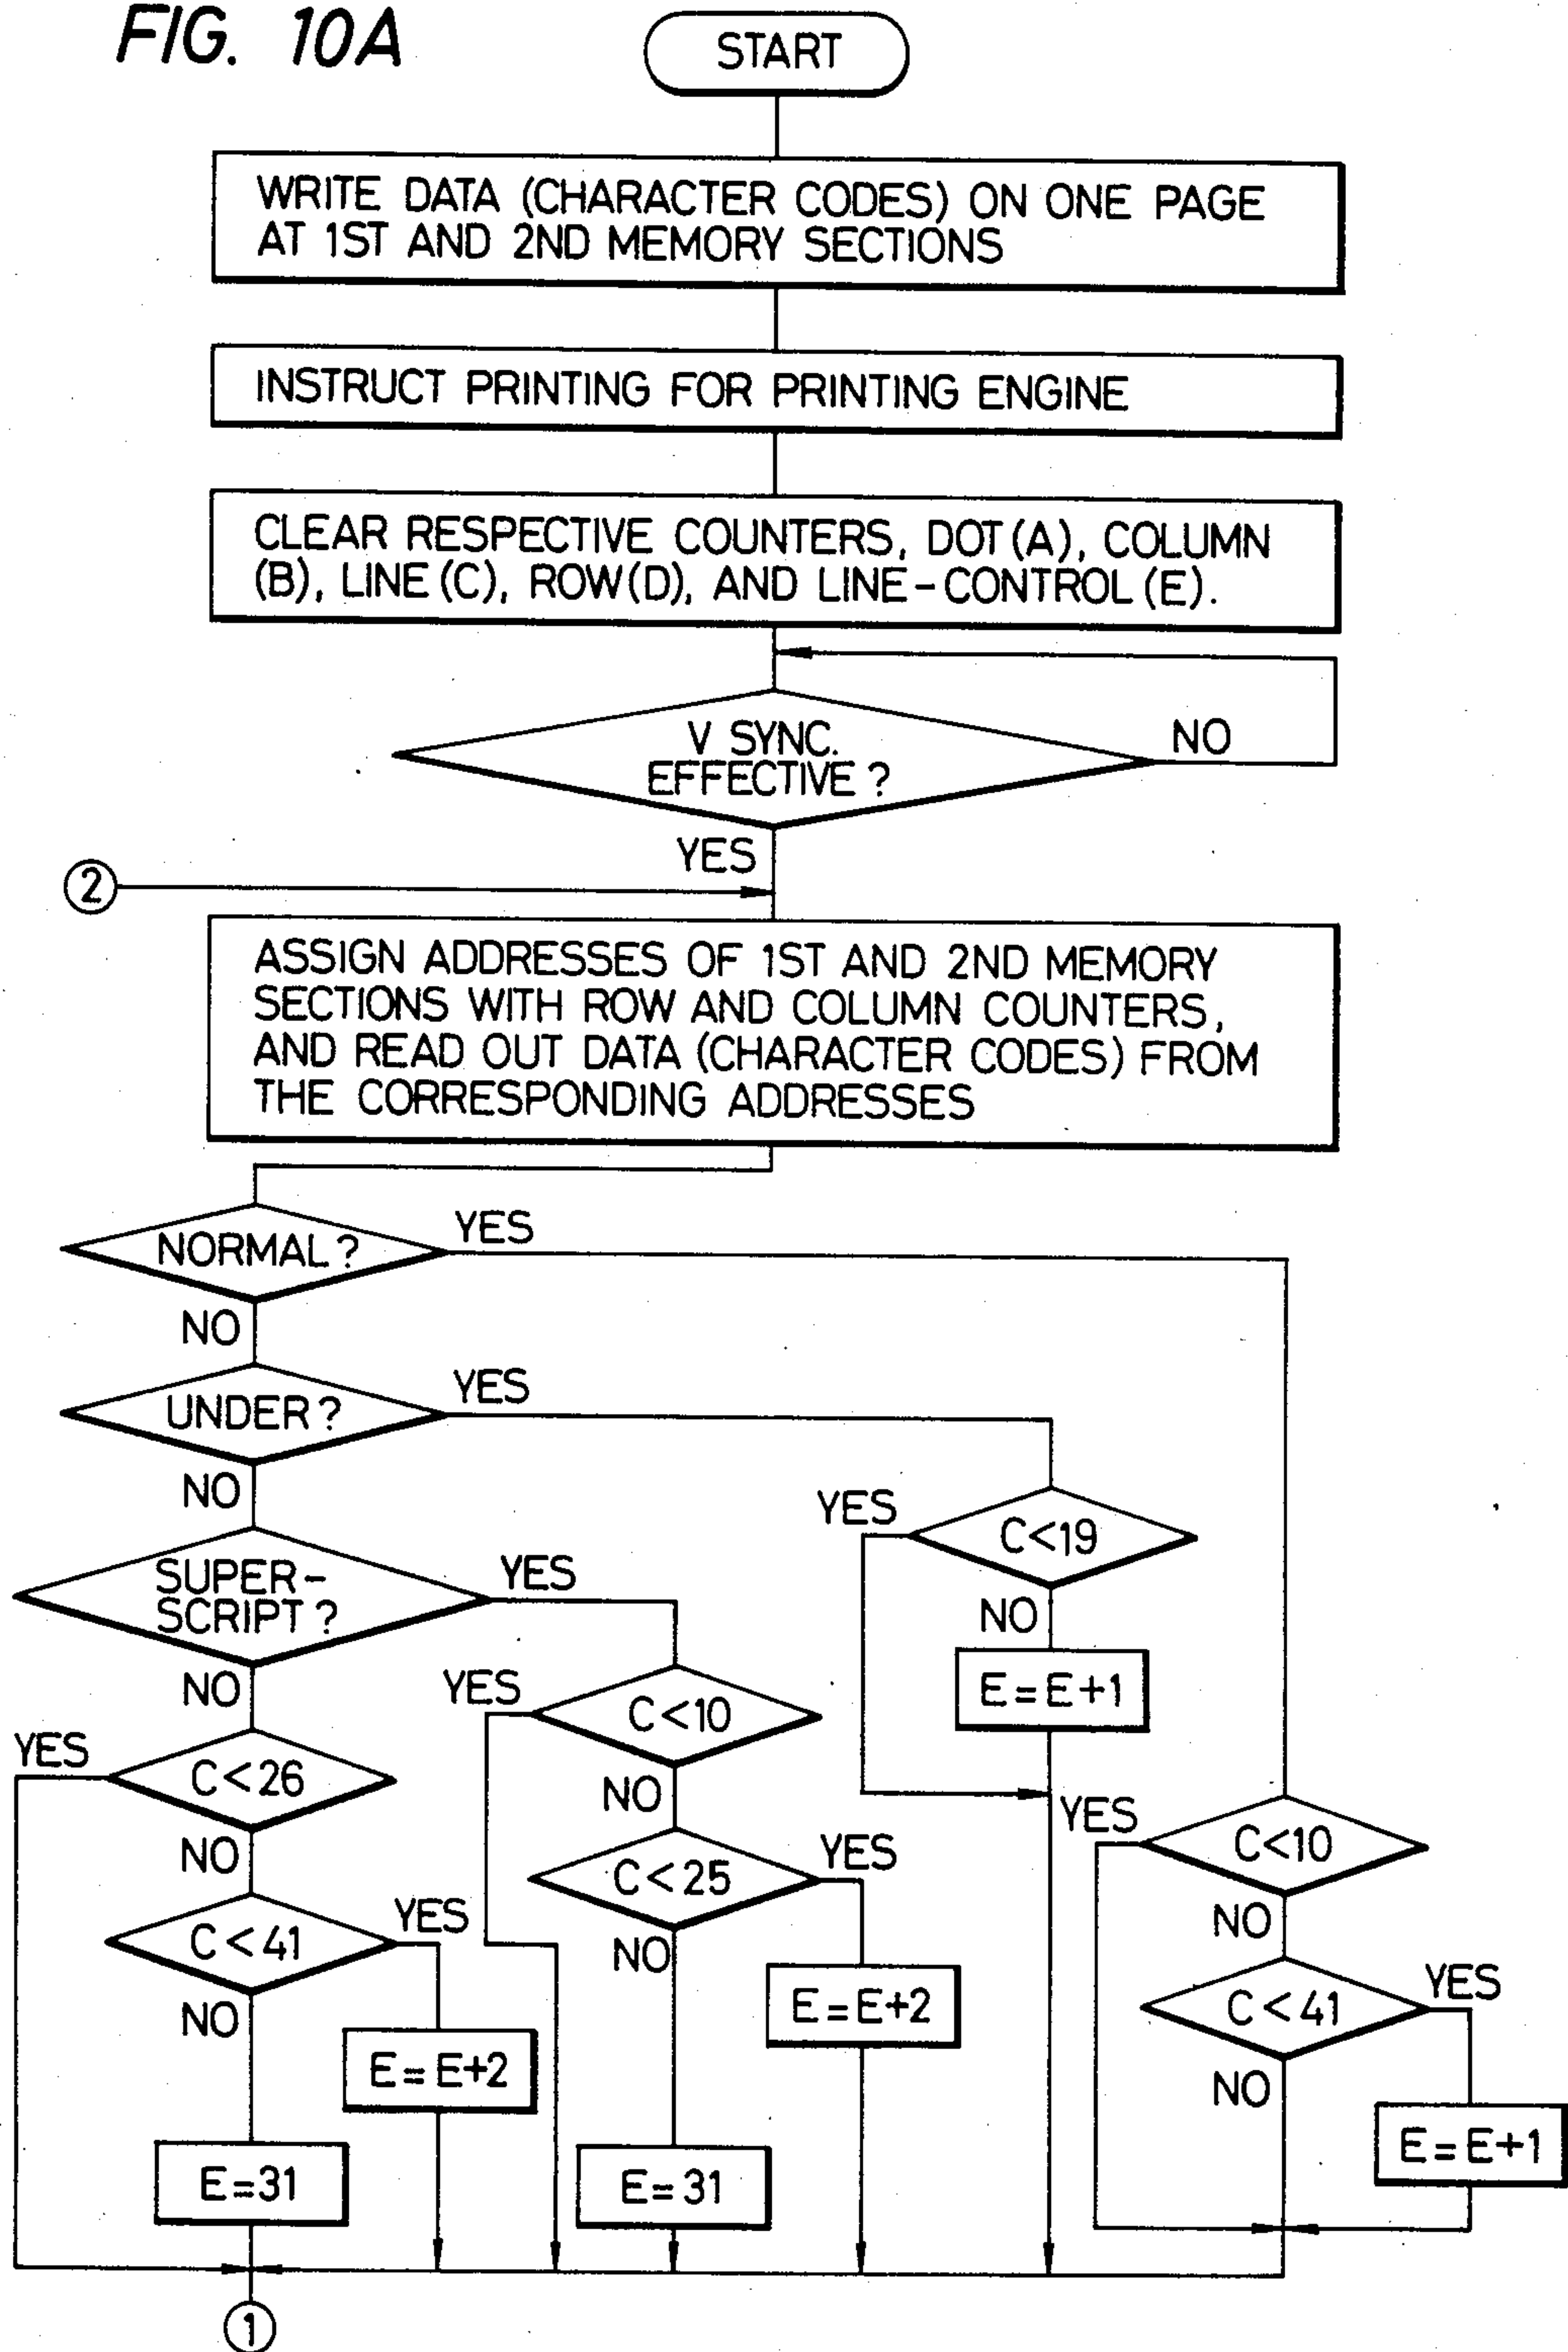 FIG. 10A
START
WRITE DATA (CHARACTER CODES) ON ONE PAGE
AT 1ST AND 2ND MEMORY SECTIONS
INSTRUCT PRINTING FOR PRINTING ENGINE
CLEAR RESPECTIVE COUNTERS, DOT(A), COLUMN
(B), LINE(C), ROW(D), AND LINE-CONTROL(E).
V SYNC.
EFFECTIVE?
NO
YES
2
ASSIGN ADDRESSES OF 1ST AND 2ND MEMORY
SECTIONS WITH ROW AND COLUMN COUNTERS,
AND READ OUT DATA (CHARACTER CODES) FROM
THE CORRESPONDING ADDRESSES
NORMAL?
YES
NO
UNDER?
YES
NO
SUPER-
SCRIPT?
YES
NO
YES
C<19
NO
E=E+1
YES
C<10
NO
YES
C<26
NO
YES
C<10
NO
C<25
YES
NO
C<41
YES
NO
C<41
YES
NO
E=E+2
E=E+2
E=E+1
E=31
E=31
1